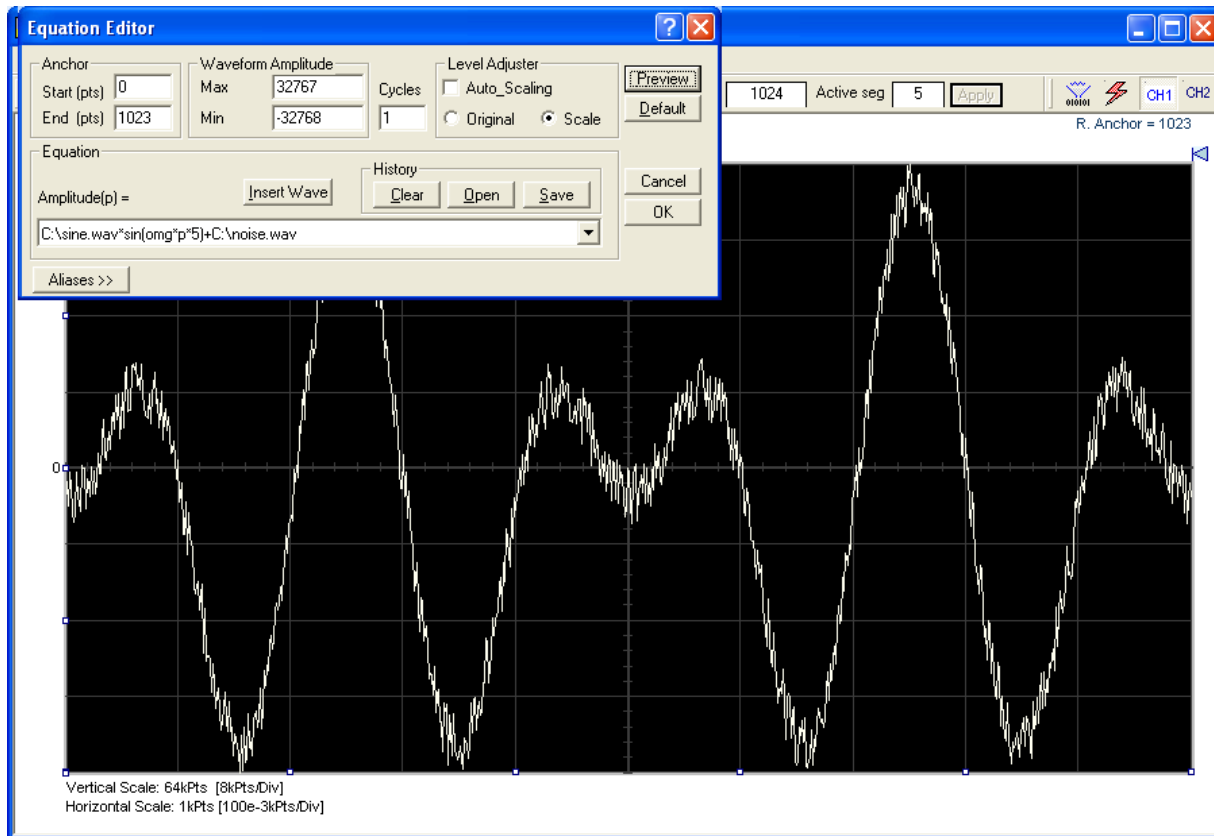 Equation Editor
Anchor
Start (pts) 0
End (pts) 1023
Waveform Amplitude
Max 32767
Min -32768
Cycles
1
Level Adjuster
Auto_Scaling
Original Scale
Preview
Default
Cancel
OK
Equation
Amplitude(p) =
Insert Wave
History
Clear Open Save
C:\sine.wav*sin(omg*p*5)+C:\noise.wav
Aliases >>
1024 Active seg 5 Apply
010101
CH1 CH2
R. Anchor = 1023
0
Vertical Scale: 64kPts [8kPts/Div]
Horizontal Scale: 1kPts [100e-3kPts/Div]